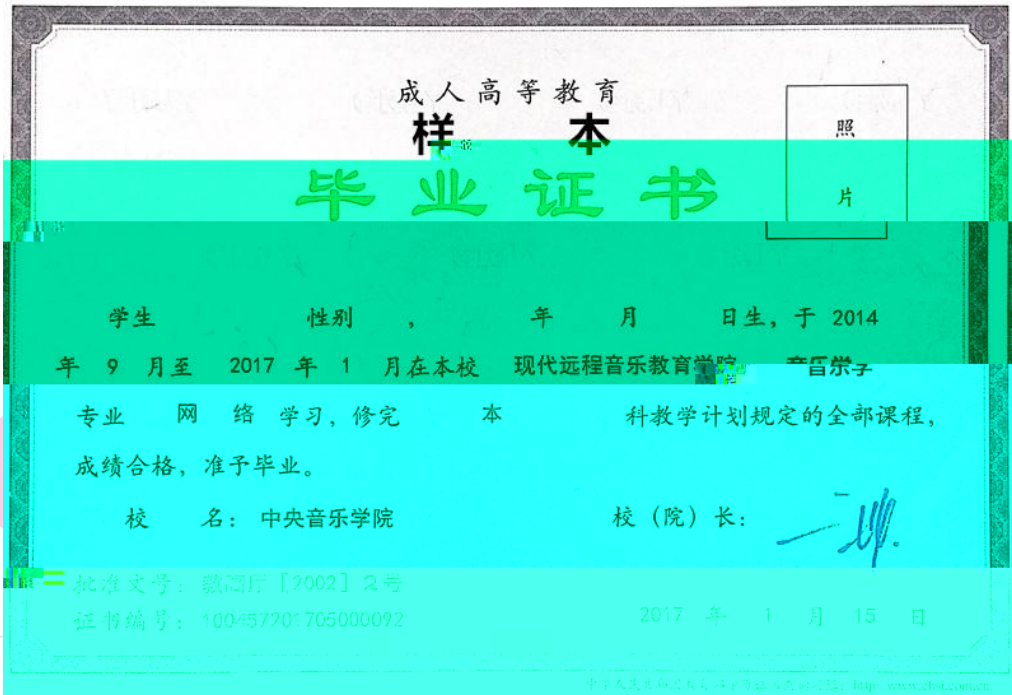 成人高等教育
样 本
照
毕业证书
片
学生 性别 , 年 月 日生，于 2014
年 9 月至 2017 年 1 月在本校 现代远程音乐教育学院 音乐学
专业 网 络 学习，修完 本 科教学计划规定的全部课程，
成绩合格，准予毕业。
校 名：中央音乐学院 校（院）长：
批准文号：教高厅［2002］2号
证书编号：100457201705000092
2017 年 1 月 15 日